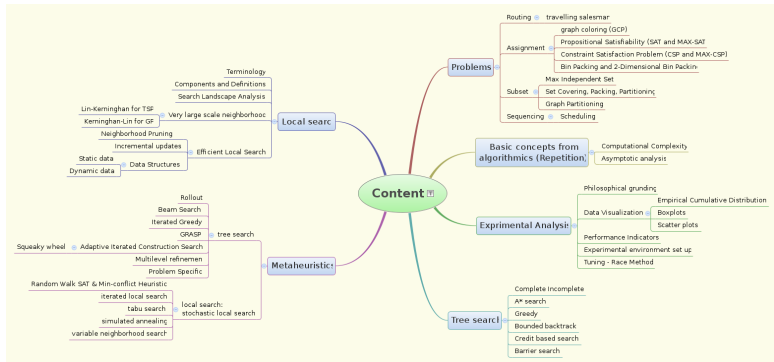 Content
Problems
Routing
travelling salesman
Assignment
graph coloring (GCP)
Propositional Satisfiability (SAT and MAX-SAT
Constraint Satisfaction Problem (CSP and MAX-CSP)
Bin Packing and 2-Dimensional Bin Packin
Subset
Max Independent Set
Set Covering, Packing, Partitioning
Graph Partitioning
Sequencing
Scheduling
Basic concepts from
algorithmics (Repetition)
Computational Complexity
Asymptotic analysis
Exprimental Analysis
Philosophical grunding
Data Visualization
Empirical Cumulative Distribution
Boxplots
Scatter plots
Performance Indicators
Experimental environment set up
Tuning - Race Method
Tree search
Complete Incomplete
A* search
Greedy
Bounded backtrack
Credit based search
Barrier search
Local searc
Terminology
Components and Definitions
Search Landscape Analysis
Very large scale neighborhooc
Lin-Kerninghan for TSF
Kerninghan-Lin for GF
Efficient Local Search
Neighborhood Pruning
Incremental updates
Data Structures
Static data
Dynamic data
Metaheuristics
tree search
Rollout
Beam Search
Iterated Greedy
GRASP
Adaptive Iterated Construction Search
Squeaky wheel
Multilevel refinemen
Problem Specific
local search:
stochastic local search
Random Walk SAT & Min-conflict Heuristic
iterated local search
tabu search
simulated annealing
variable neighborhood search